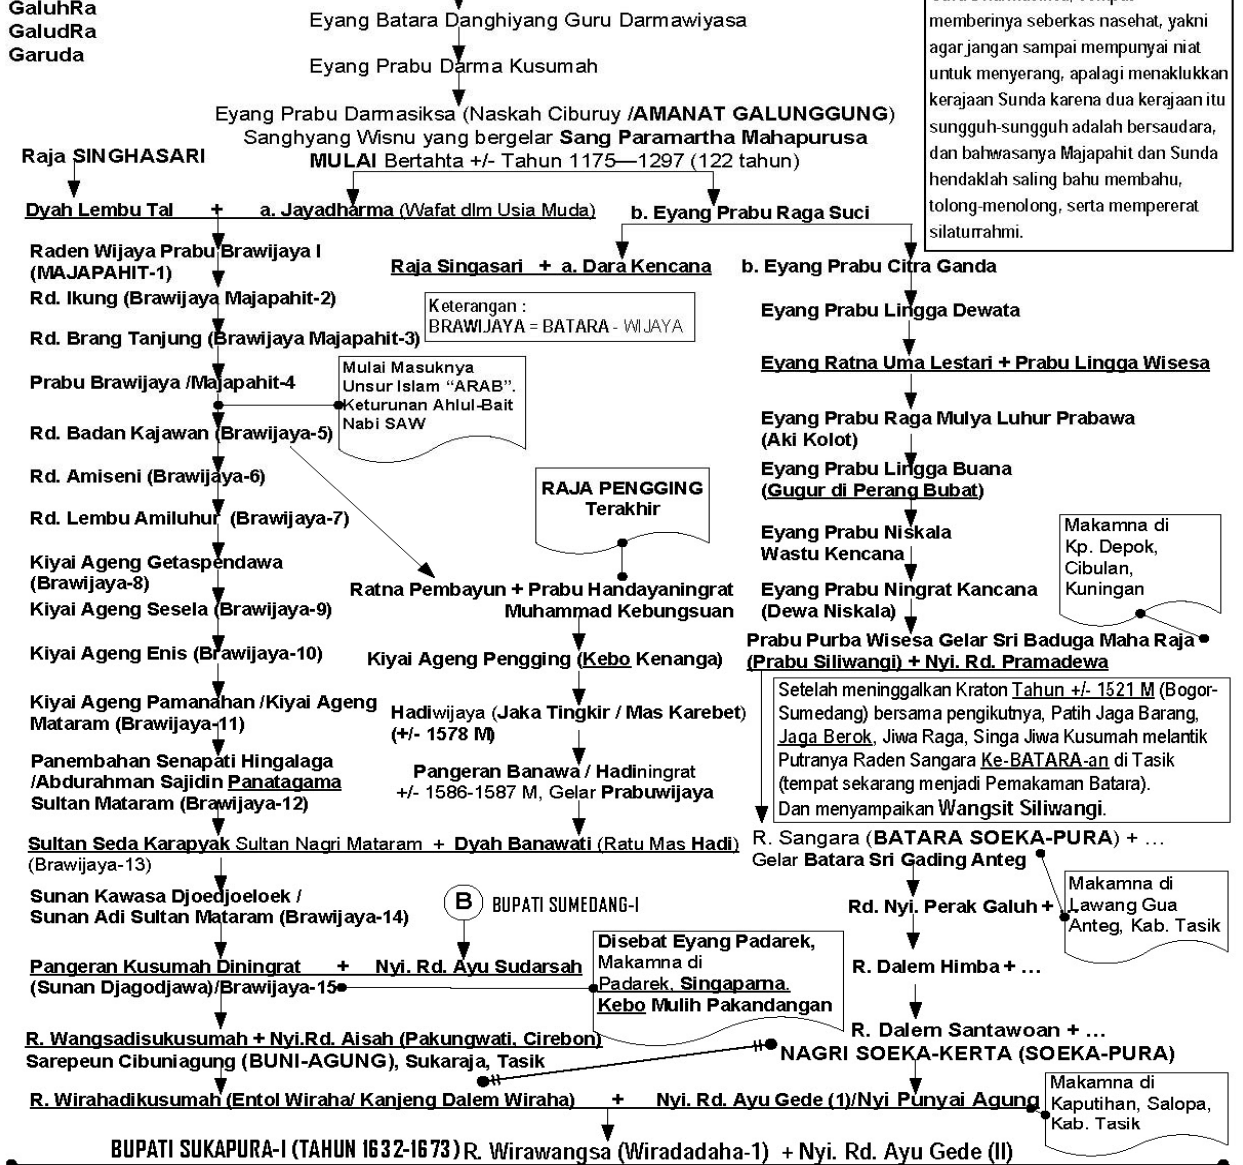 GaluhRa
GaludRa
Garuda
Eyang Batara Danghiyang Guru Darmawiyasa
Eyang Prabu Darma Kusumah
Eyang Prabu Darmasiksa (Naskah Ciburuy /AMANAT GALUNGGUNG)
Sanghyang Wisnu yang bergelar Sang Paramartha Mahapurusa
MULAI Bertahta +/- Tahun 1175—1297 (122 tahun)
memberinya seberkas nasehat, yakni
agar jangan sampai mempunyai niat
untuk menyerang, apalagi menaklukkan
kerajaan Sunda karena dua kerajaan itu
sungguh-sungguh adalah bersaudara,
dan bahwasanya Majapahit dan Sunda
hendaklah saling bahu membahu,
tolong-menolong, serta mempererat
silaturrahmi.
Raja SINGHASARI
Dyah Lembu Tal + a. Jayadharma (Wafat dlm Usia Muda)
b. Eyang Prabu Raga Suci
Raden Wijaya Prabu Brawijaya I
(MAJAPAHIT-1)
Rd. Ikung (Brawijaya Majapahit-2)
Rd. Brang Tanjung (Brawijaya Majapahit-3)
Prabu Brawijaya /Majapahit-4
Rd. Badan Kajawan (Brawijaya-5)
Rd. Amiseni (Brawijaya-6)
Rd. Lembu Amiluhur (Brawijaya-7)
Kiyai Ageng Getaspendawa
(Brawijaya-8)
Kiyai Ageng Sesela (Brawijaya-9)
Kiyai Ageng Enis (Brawijaya-10)
Kiyai Ageng Pamanahan /Kiyai Ageng
Mataram (Brawijaya-11)
Panembahan Senapati Hingalaga
/Abdurahman Sajidin Panatagama
Sultan Mataram (Brawijaya-12)
Raja Singasari + a. Dara Kencana
b. Eyang Prabu Citra Ganda
Keterangan :
BRAWIJAYA = BATARA - WIJAYA
Mulai Masuknya
Unsur Islam “ARAB”.
Keturunan Ahlul-Bait
Nabi SAW
RAJA PENGGING
Terakhir
Ratna Pembayun + Prabu Handayaningrat
Muhammad Kebungsuan
Kiyai Ageng Pengging (Kebo Kenanga)
Hadiwijaya (Jaka Tingkir / Mas Karebet)
(+/- 1578 M)
Pangeran Banawa / Hadiningrat
+/- 1586-1587 M, Gelar Prabuwijaya
Eyang Prabu Lingga Dewata
Eyang Ratna Uma Lestari + Prabu Lingga Wisesa
Eyang Prabu Raga Mulya Luhur Prabawa
(Aki Kolot)
Eyang Prabu Lingga Buana
(Gugur di Perang Bubat)
Eyang Prabu Niskala
Wastu Kencana
Eyang Prabu Ningrat Kancana
(Dewa Niskala)
Makamna di
Kp. Depok,
Cibulan,
Kuningan
Prabu Purba Wisesa Gelar Sri Baduga Maha Raja
(Prabu Siliwangi) + Nyi. Rd. Pramadewa
Setelah meninggalkan Kraton Tahun +/- 1521 M (Bogor-
Sumedang) bersama pengikutnya, Patih Jaga Barang,
Jaga Berok, Jiwa Raga, Singa Jiwa Kusumah melantik
Putranya Raden Sangara Ke-BATARA-an di Tasik
(tempat sekarang menjadi Pemakaman Batara).
Dan menyampaikan Wangsit Siliwangi.
Sultan Seda Karapyak Sultan Nagri Mataram + Dyah Banawati (Ratu Mas Hadi)
(Brawijaya-13)
R. Sangara (BATARA SOEKA-PURA) + …
Gelar Batara Sri Gading Anteg
Sunan Kawasa Djoedjoeloek /
Sunan Adi Sultan Mataram (Brawijaya-14)
B BUPATI SUMEDANG-I
Rd. Nyi. Perak Galuh +
Makamna di
Lawang Gua
Anteg, Kab. Tasik
Pangeran Kusumah Diningrat + Nyi. Rd. Ayu Sudarsah
(Sunan Djagodjawa)/Brawijaya-15
Disebat Eyang Padarek,
Makamna di
Padarek, Singaparna.
Kebo Mulih Pakandangan
R. Dalem Himba + …
R. Dalem Santawoan + …
NAGRI SOEKA-KERTA (SOEKA-PURA)
R. Wangsadisukusumah + Nyi.Rd. Aisah (Pakungwati, Cirebon)
Sarepeun Cibuniagung (BUNI-AGUNG), Sukaraja, Tasik
R. Wirahadikusumah (Entol Wiraha/ Kanjeng Dalem Wiraha) + Nyi. Rd. Ayu Gede (1)/Nyi Punyai Agung
Makamna di
Kaputihan, Salopa,
Kab. Tasik
BUPATI SUKAPURA-I (TAHUN 1632-1673) R. Wirawangsa (Wiradadaha-1) + Nyi. Rd. Ayu Gede (II)